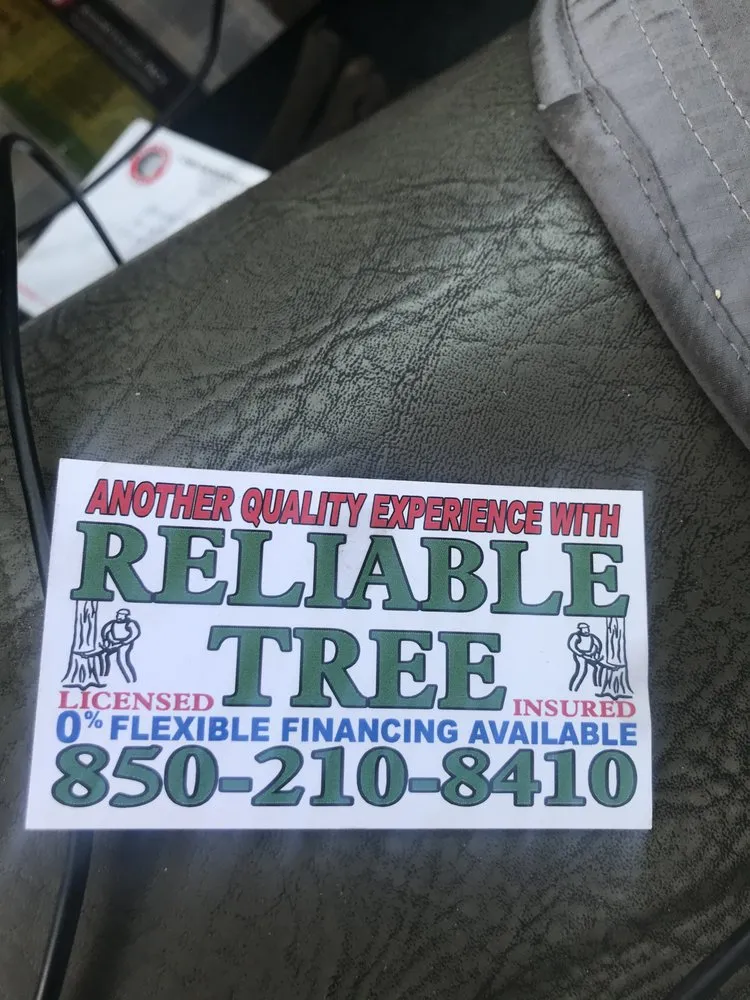 ANOTHER QUALITY EXPERIENCE WITH
RELIABLE
TREE
LICENSED INSURED
0% FLEXIBLE FINANCING AVAILABLE
850-210-8410